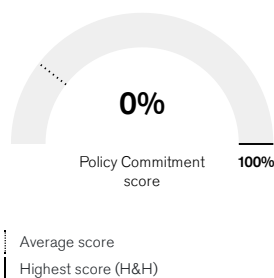 0%
Policy Commitment
score
100%
Average score
Highest score (H&H)